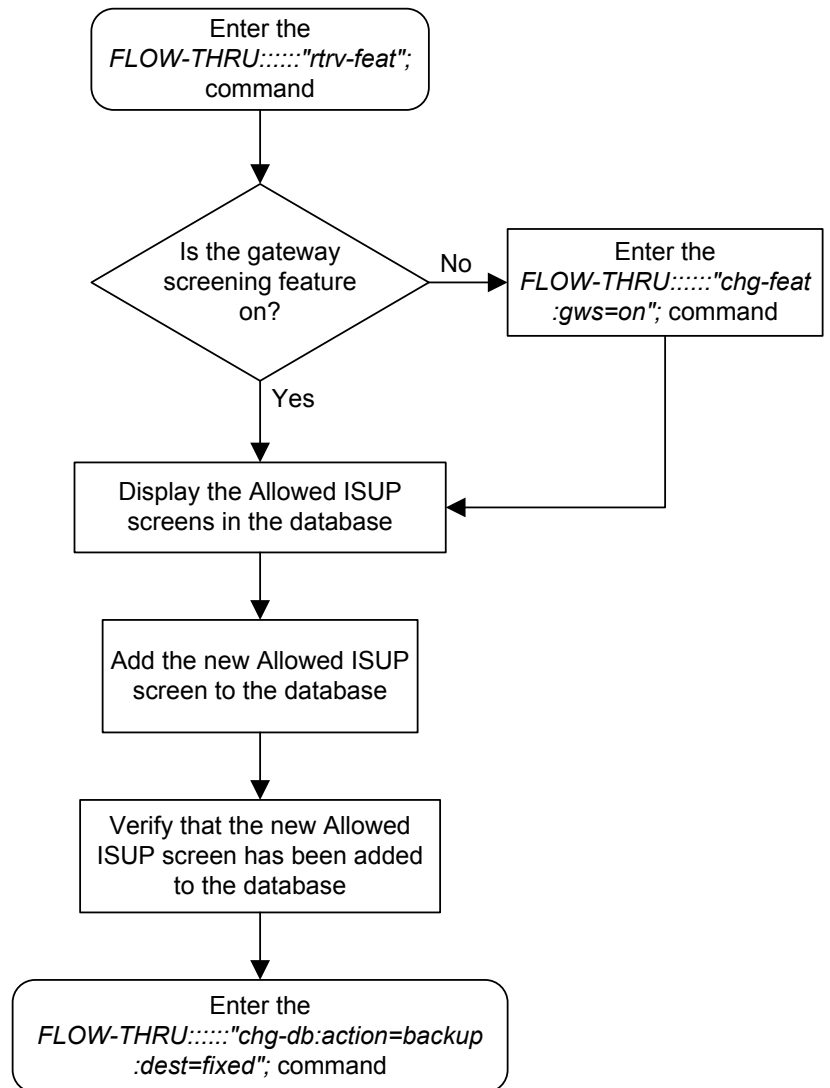 Enter the
FLOW-THRU::::::"rtrv-feat";
command
Is the gateway
screening feature
on?
No
Enter the
FLOW-THRU::::::"chg-feat
:gws=on"; command
Yes
Display the Allowed ISUP
screens in the database
Add the new Allowed ISUP
screen to the database
Verify that the new Allowed
ISUP screen has been added
to the database
Enter the
FLOW-THRU::::::"chg-db:action=backup
:dest=fixed"; command